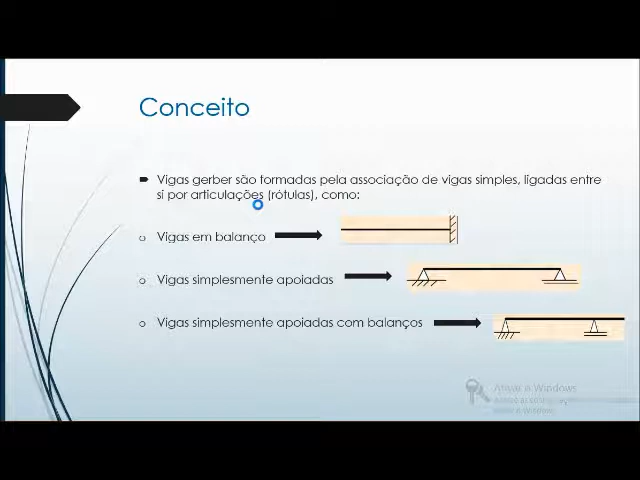 Conceito
Vigas gerber são formadas pela associação de vigas simples, ligadas entre
si por articulações (rótulas), como:
Vigas em balanço
Vigas simplesmente apoiadas
Vigas simplesmente apoiadas com balanços
Ativar o Windows